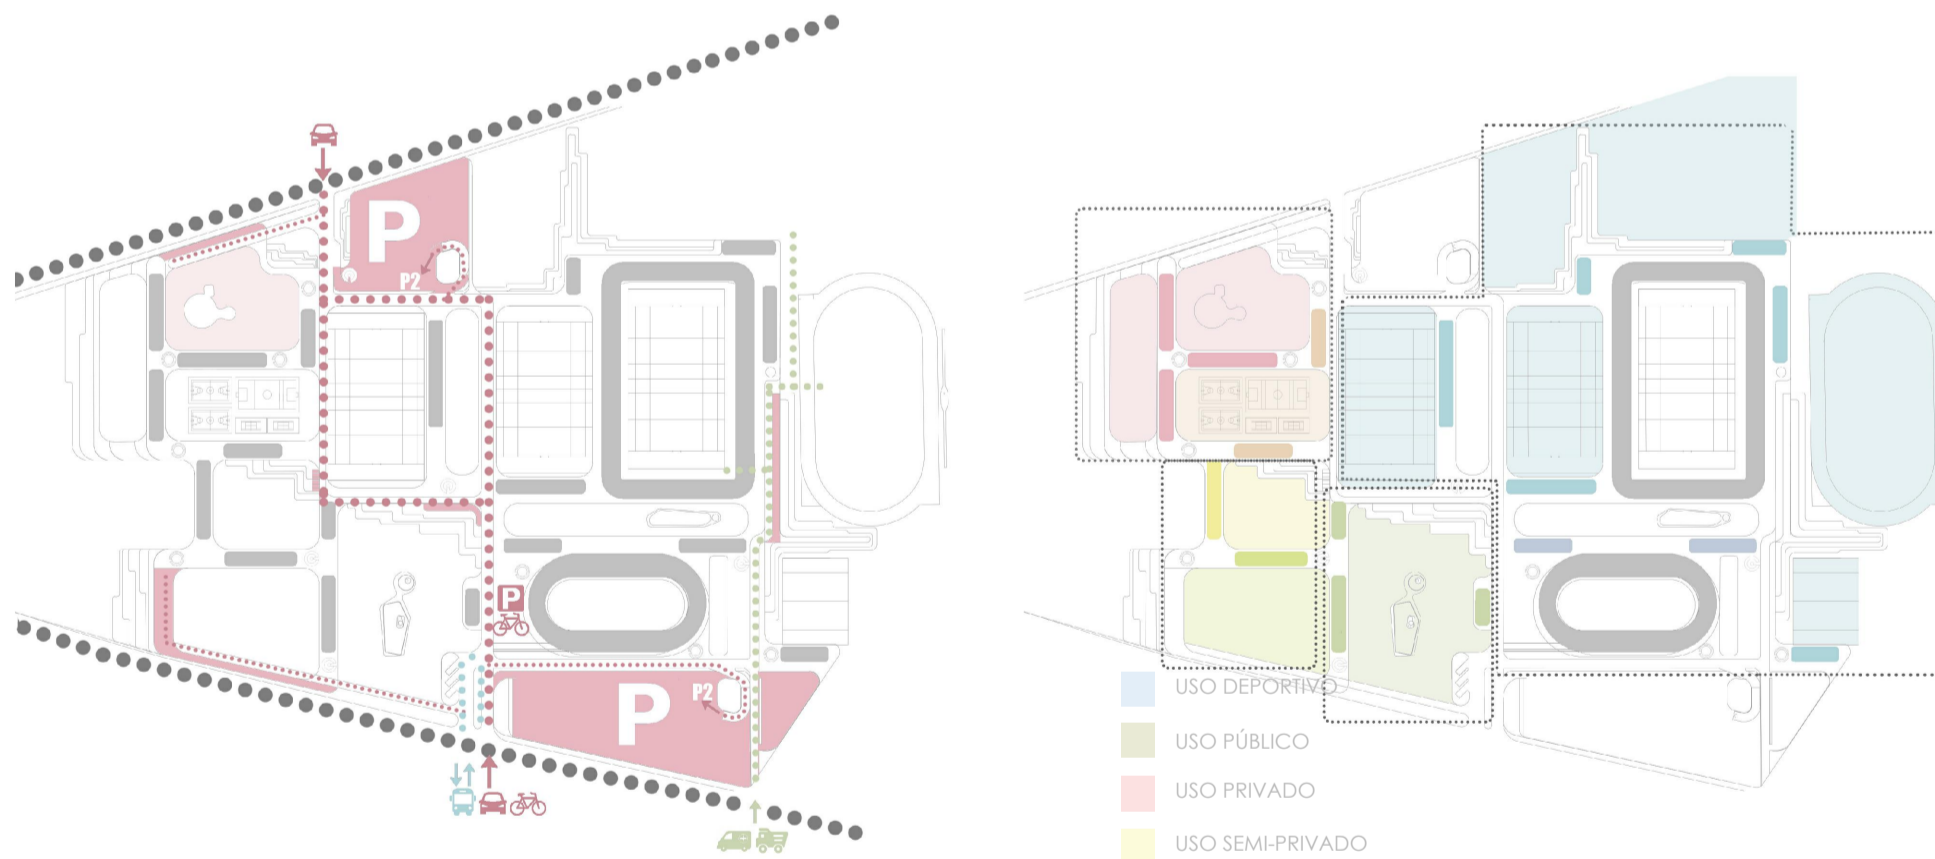 P
P2
P
P2
P
USO DEPORTIVO
USO PÚBLICO
USO PRIVADO
USO SEMI-PRIVADO